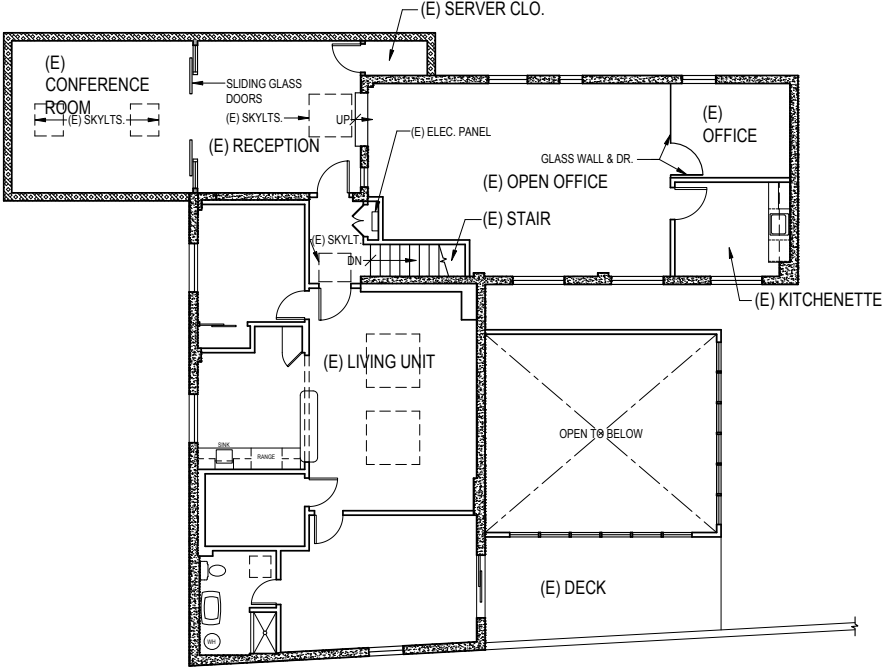 (E) SERVER CLO.
(E)
CONFERENCE
ROOM
SLIDING GLASS
DOORS
(E) SKYLTS.
(E) SKYLTS.
UP
(E) ELEC. PANEL
(E)
OFFICE
(E) RECEPTION
GLASS WALL & DR.
(E) OPEN OFFICE
(E) STAIR
(E) SKYLT.
DN
(E) KITCHENETTE
(E) LIVING UNIT
OPEN TO BELOW
SINK
RANGE
(E) DECK
WH